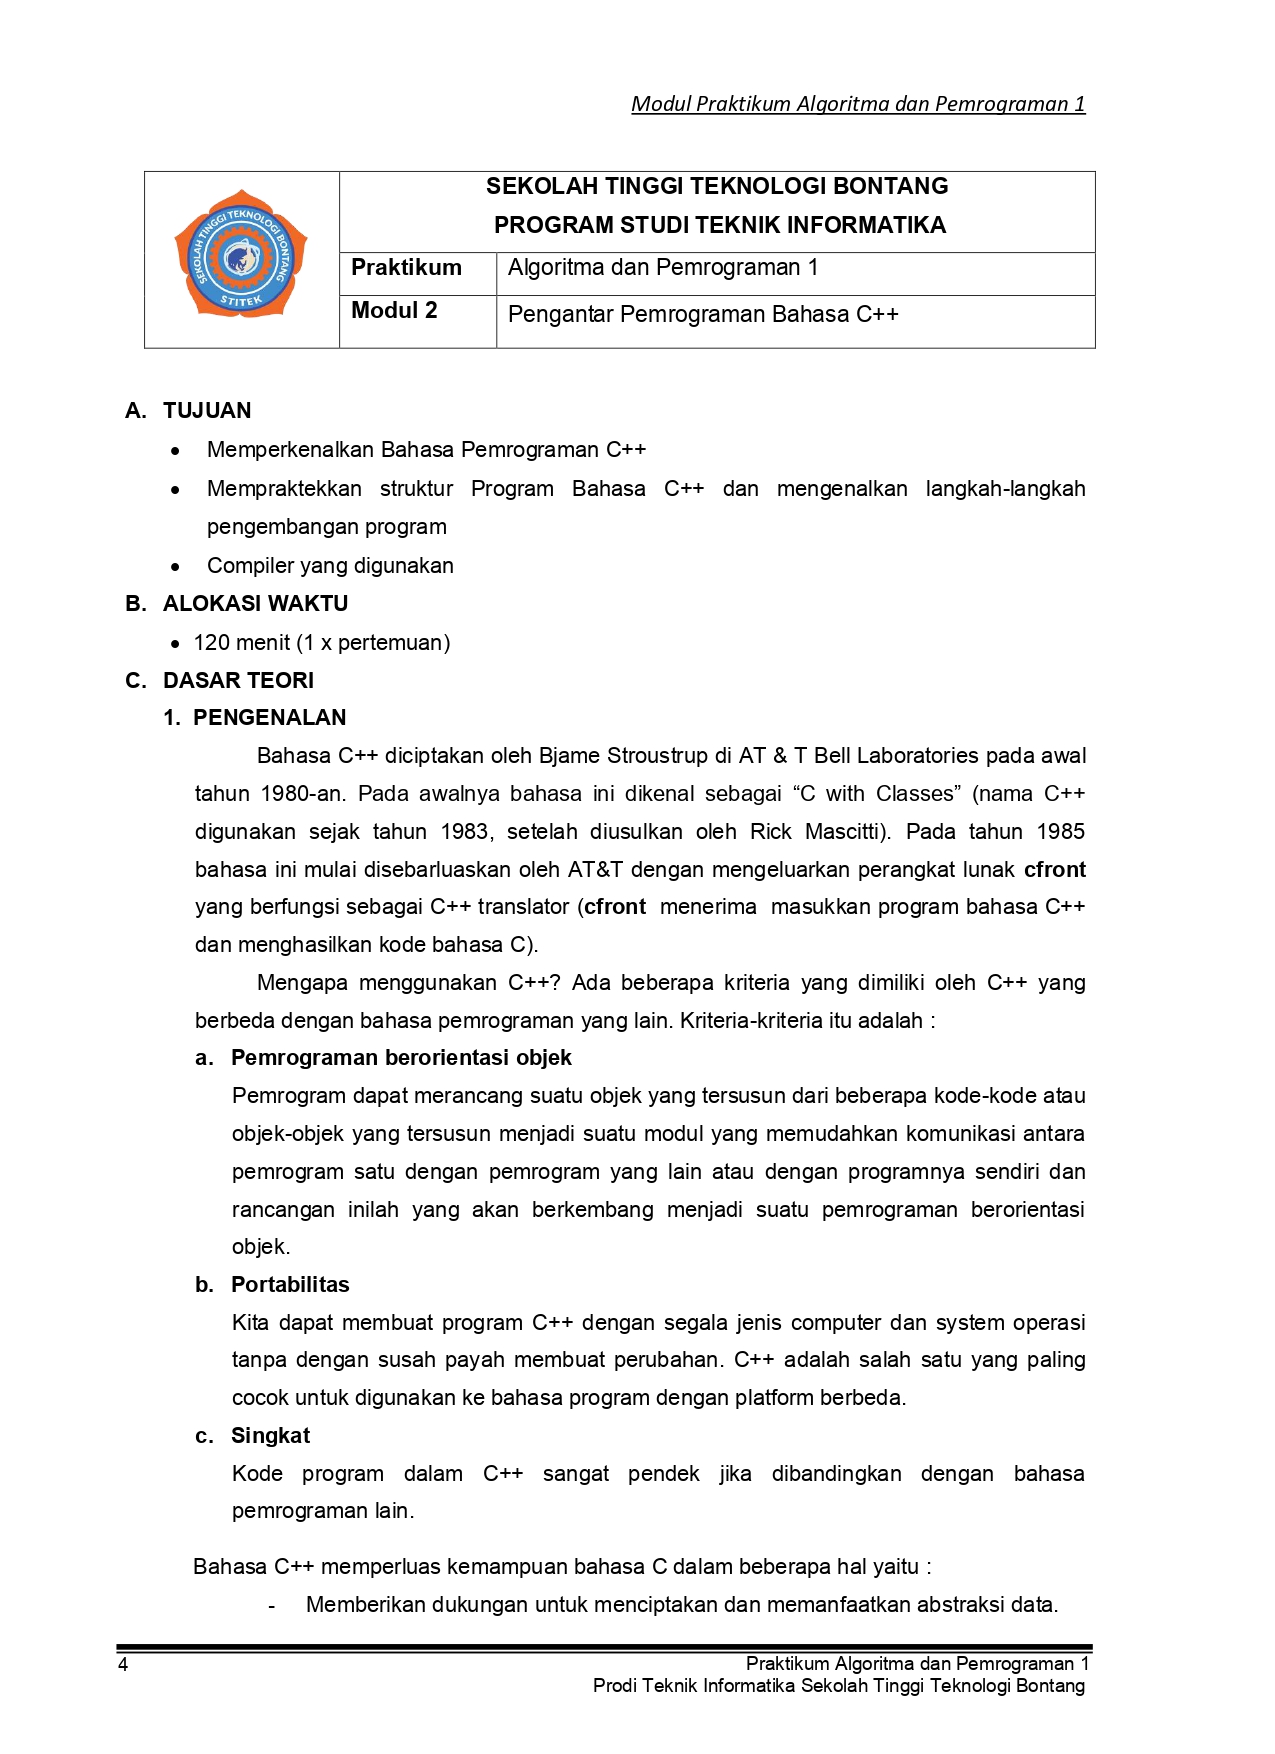 Modul Praktikum Algoritma dan Pemrograman 1
SEKOLAH TINGGI TEKNOLOGI BONTANG
STITEK
SEKOLAH TINGGI TEKNOLOGI BONTANG
PROGRAM STUDI TEKNIK INFORMATIKA
Praktikum Algoritma dan Pemrograman 1
Modul 2 Pengantar Pemrograman Bahasa C++
A. TUJUAN
• Memperkenalkan Bahasa Pemrograman C++
• Mempraktekkan struktur Program Bahasa C++ dan mengenalkan langkah-langkah
pengembangan program
• Compiler yang digunakan
B. ALOKASI WAKTU
• 120 menit (1 x pertemuan)
C. DASAR TEORI
1. PENGENALAN
Bahasa C++ diciptakan oleh Bjame Stroustrup di AT & T Bell Laboratories pada awal
tahun 1980-an. Pada awalnya bahasa ini dikenal sebagai “C with Classes” (nama C++
digunakan sejak tahun 1983, setelah diusulkan oleh Rick Mascitti). Pada tahun 1985
bahasa ini mulai disebarluaskan oleh AT&T dengan mengeluarkan perangkat lunak cfront
yang berfungsi sebagai C++ translator (cfront menerima masukkan program bahasa C++
dan menghasilkan kode bahasa C).
Mengapa menggunakan C++? Ada beberapa kriteria yang dimiliki oleh C++ yang
berbeda dengan bahasa pemrograman yang lain. Kriteria-kriteria itu adalah :
a. Pemrograman berorientasi objek
Pemrogram dapat merancang suatu objek yang tersusun dari beberapa kode-kode atau
objek-objek yang tersusun menjadi suatu modul yang memudahkan komunikasi antara
pemrogram satu dengan pemrogram yang lain atau dengan programnya sendiri dan
rancangan inilah yang akan berkembang menjadi suatu pemrograman berorientasi
objek.
b. Portabilitas
Kita dapat membuat program C++ dengan segala jenis computer dan system operasi
tanpa dengan susah payah membuat perubahan. C++ adalah salah satu yang paling
cocok untuk digunakan ke bahasa program dengan platform berbeda.
c. Singkat
Kode program dalam C++ sangat pendek jika dibandingkan dengan bahasa
pemrograman lain.
Bahasa C++ memperluas kemampuan bahasa C dalam beberapa hal yaitu :
- Memberikan dukungan untuk menciptakan dan memanfaatkan abstraksi data.
4 Praktikum Algoritma dan Pemrograman 1
Prodi Teknik Informatika Sekolah Tinggi Teknologi Bontang